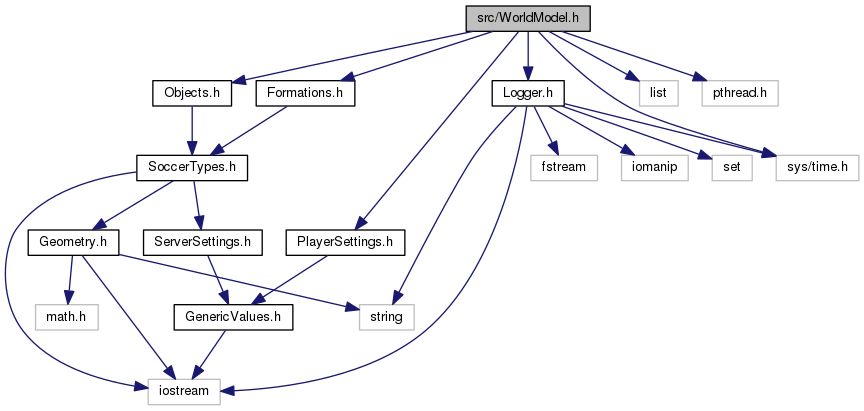 src/WorldModel.h
Objects.h
Formations.h
Logger.h
list
pthread.h
SoccerTypes.h
fstream
iomanip
set
sys/time.h
Geometry.h
ServerSettings.h
PlayerSettings.h
math.h
GenericValues.h
string
iostream